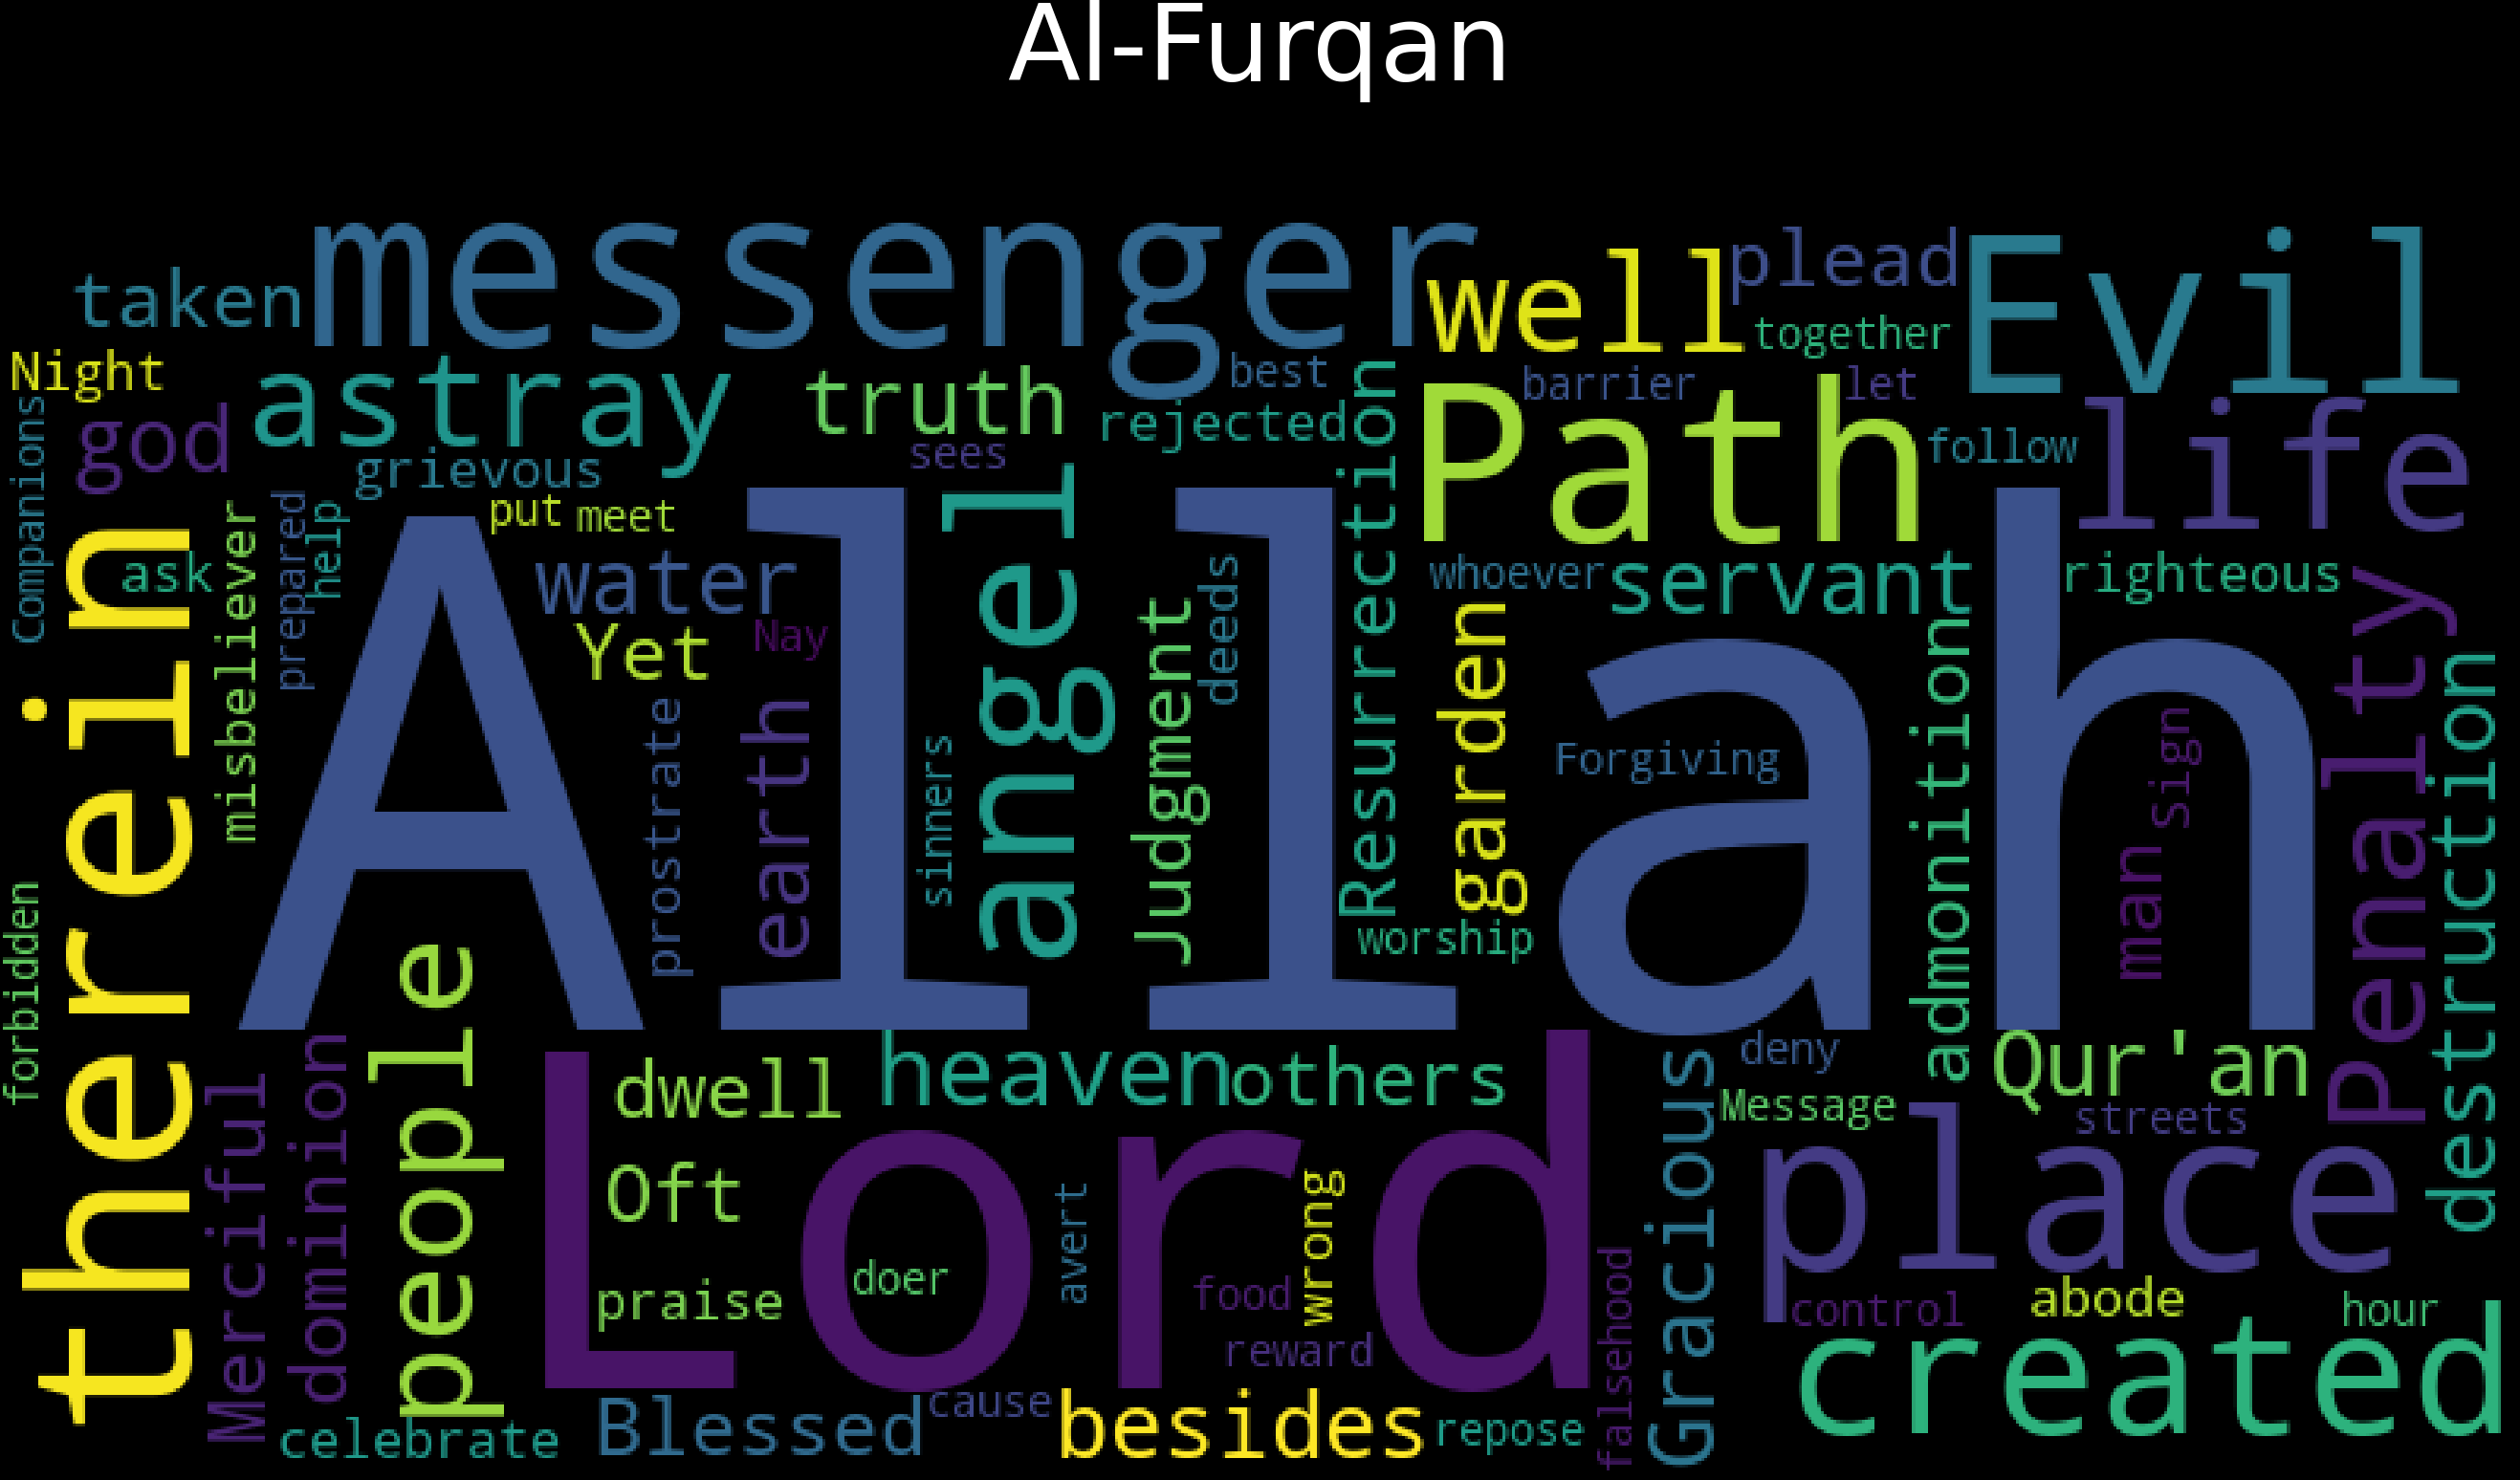 Al-Furqan
messenger
taken
well
plead
Evil
together
Night
astray
truth
best
barrier
let
god
rejected
Path
life
sees
follow
Companions
grievous
put
meet
angel
Resurrection
Allah
therein
ask
misbeliever
prepared
help
water
deeds
whoever
servant
righteous
Yet
Nay
Judgment
garden
admonition
Penalty
destruction
prostrate
earth
sinners
Forgiving
man
Sign
worship
forbidden
people
Merciful
dominion
dwell
heaven
others
deny
Qur'an
Message
streets
Lord
Oft
Gracious
place
praise
doer
avert
food
wrong
reward
falsehood
control
abode
hour
created
celebrate
Blessed
cause
besides
repose